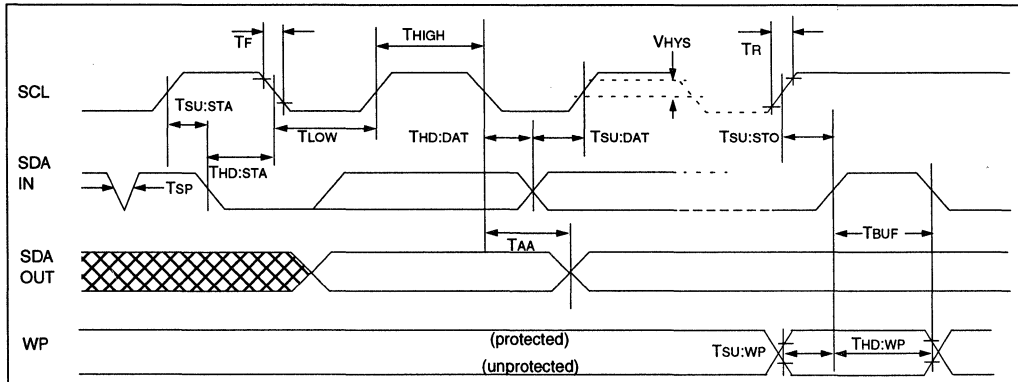 TF
THIGH
VHYS
TR
SCL
TSU:STA
TLOW
THD:DAT
TSU:DAT
TSU:STO
SDA
IN
THD:STA
TSP
TBUF
TAA
SDA
OUT
WP
(protected)
(unprotected)
TSU:WP
THD:WP